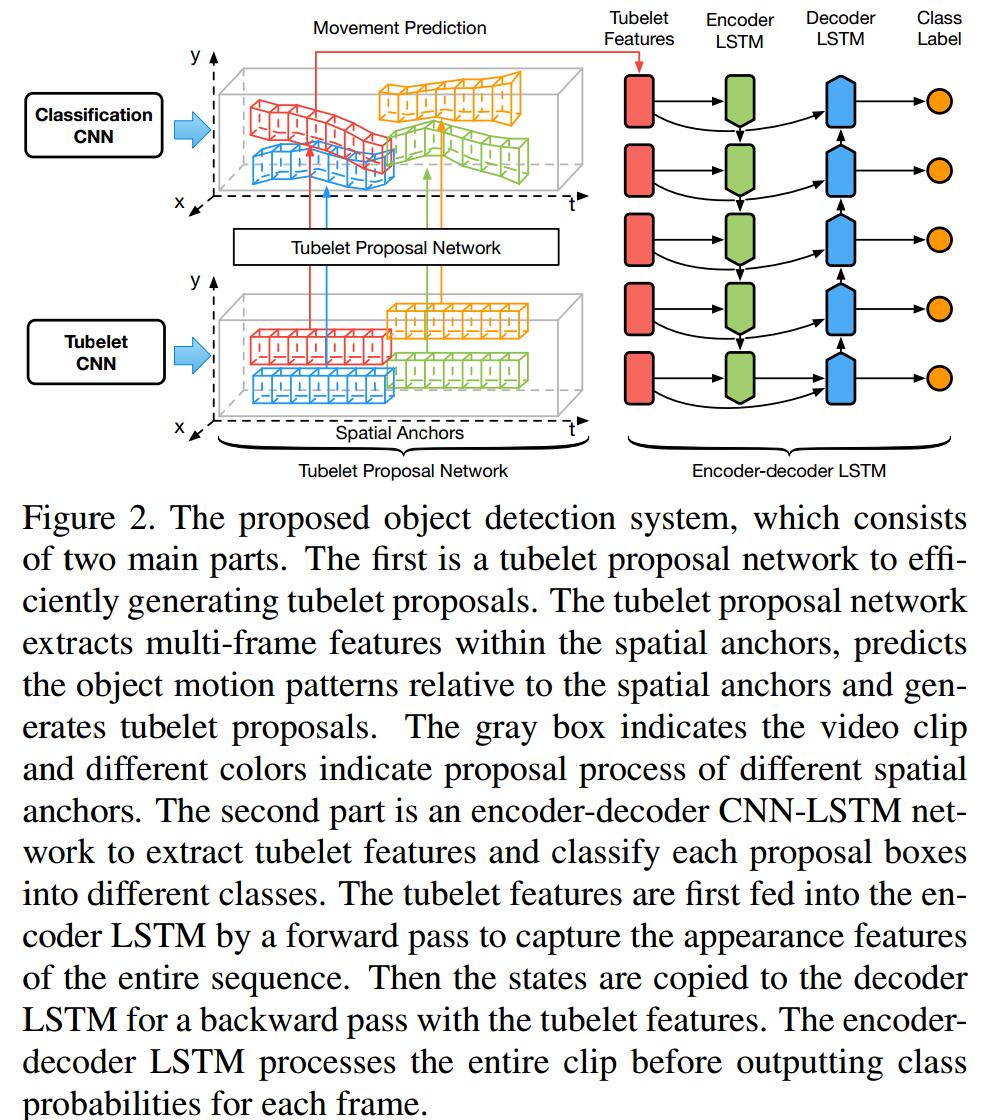 Movement Prediction
Tubelet
Features
Encoder
LSTM
Decoder
LSTM
Class
Label
y
Classification
CNN
x
t
Tubelet Proposal Network
y
Tubelet
CNN
x
Spatial Anchors
t
Tubelet Proposal Network
Encoder-decoder LSTM
Figure 2. The proposed object detection system, which consists
of two main parts. The first is a tubelet proposal network to effi-
ciently generating tubelet proposals. The tubelet proposal network
extracts multi-frame features within the spatial anchors, predicts
the object motion patterns relative to the spatial anchors and gen-
erates tubelet proposals. The gray box indicates the video clip
and different colors indicate proposal process of different spatial
anchors. The second part is an encoder-decoder CNN-LSTM net-
work to extract tubelet features and classify each proposal boxes
into different classes. The tubelet features are first fed into the en-
coder LSTM by a forward pass to capture the appearance features
of the entire sequence. Then the states are copied to the decoder
LSTM for a backward pass with the tubelet features. The encoder-
decoder LSTM processes the entire clip before outputting class
probabilities for each frame.